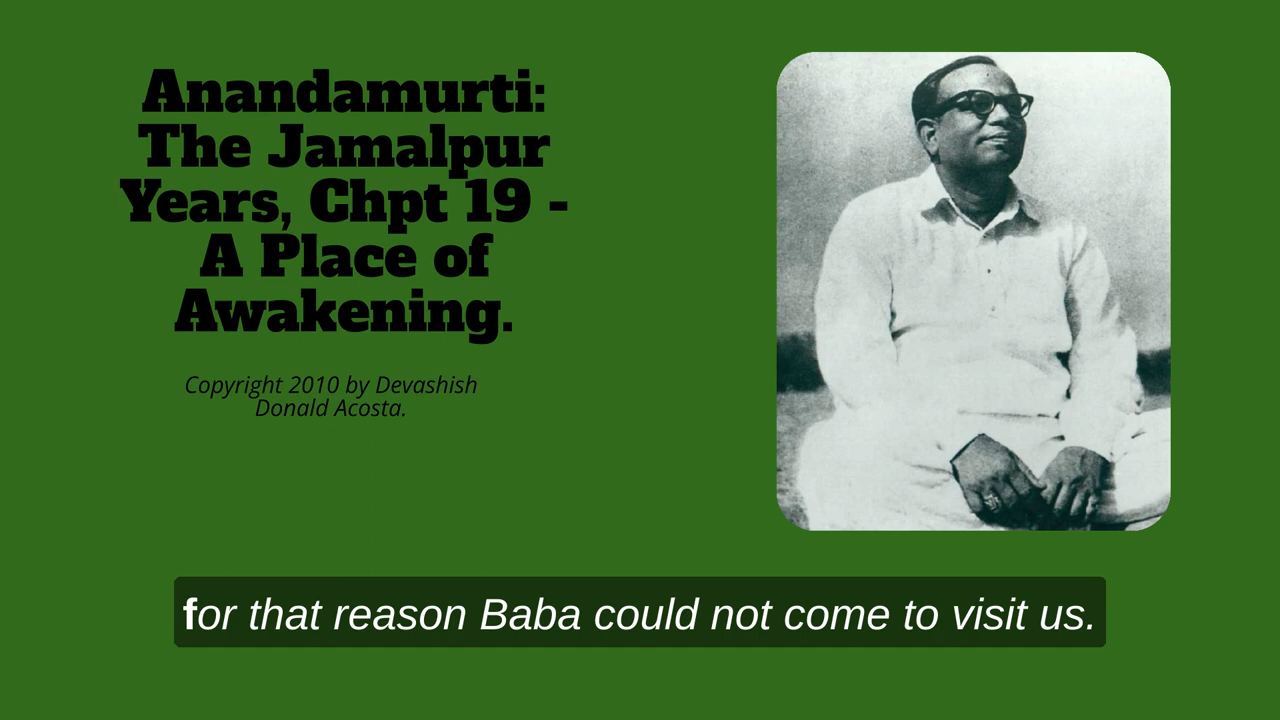 Anandamurti:
The Jamalpur
Years, Chpt 19 -
A Place of
Awakening.
Copyright 2010 by Devashish
Donald Acosta.
for that reason Baba could not come to visit us.